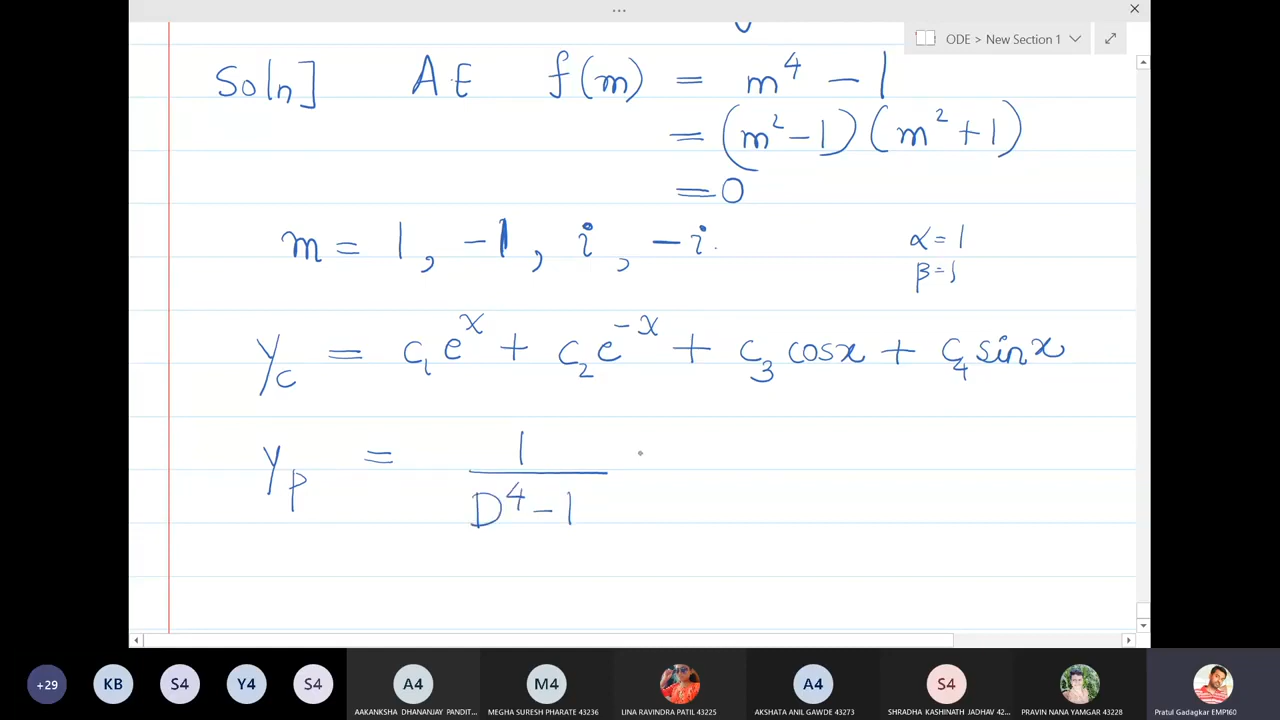 ODE > New Section 1
Soln] AE f(m) = m⁴ - 1
= (m² - 1)(m² + 1)
= 0
m = 1, -1, i, -i.
α = 1
β = 1
y_c = c₁e^x + c₂e^-x + c₃cosx + c₄sinx
y_p = 1/(D⁴ - 1)
+29
KB
S4
Y4
S4
A4
M4
A4
S4
AAKANKSHA DHANANJAY PANDIT...
MEGHA SURESH PHARATE 43236
LINA RAVINDRA PATIL 43225
AKSHATA ANIL GAWDE 43273
SHRADHA KASHINATH JADHAV 42...
PRAVIN NANA YAMGAR 43228
Pratul Gadagkar EMP160